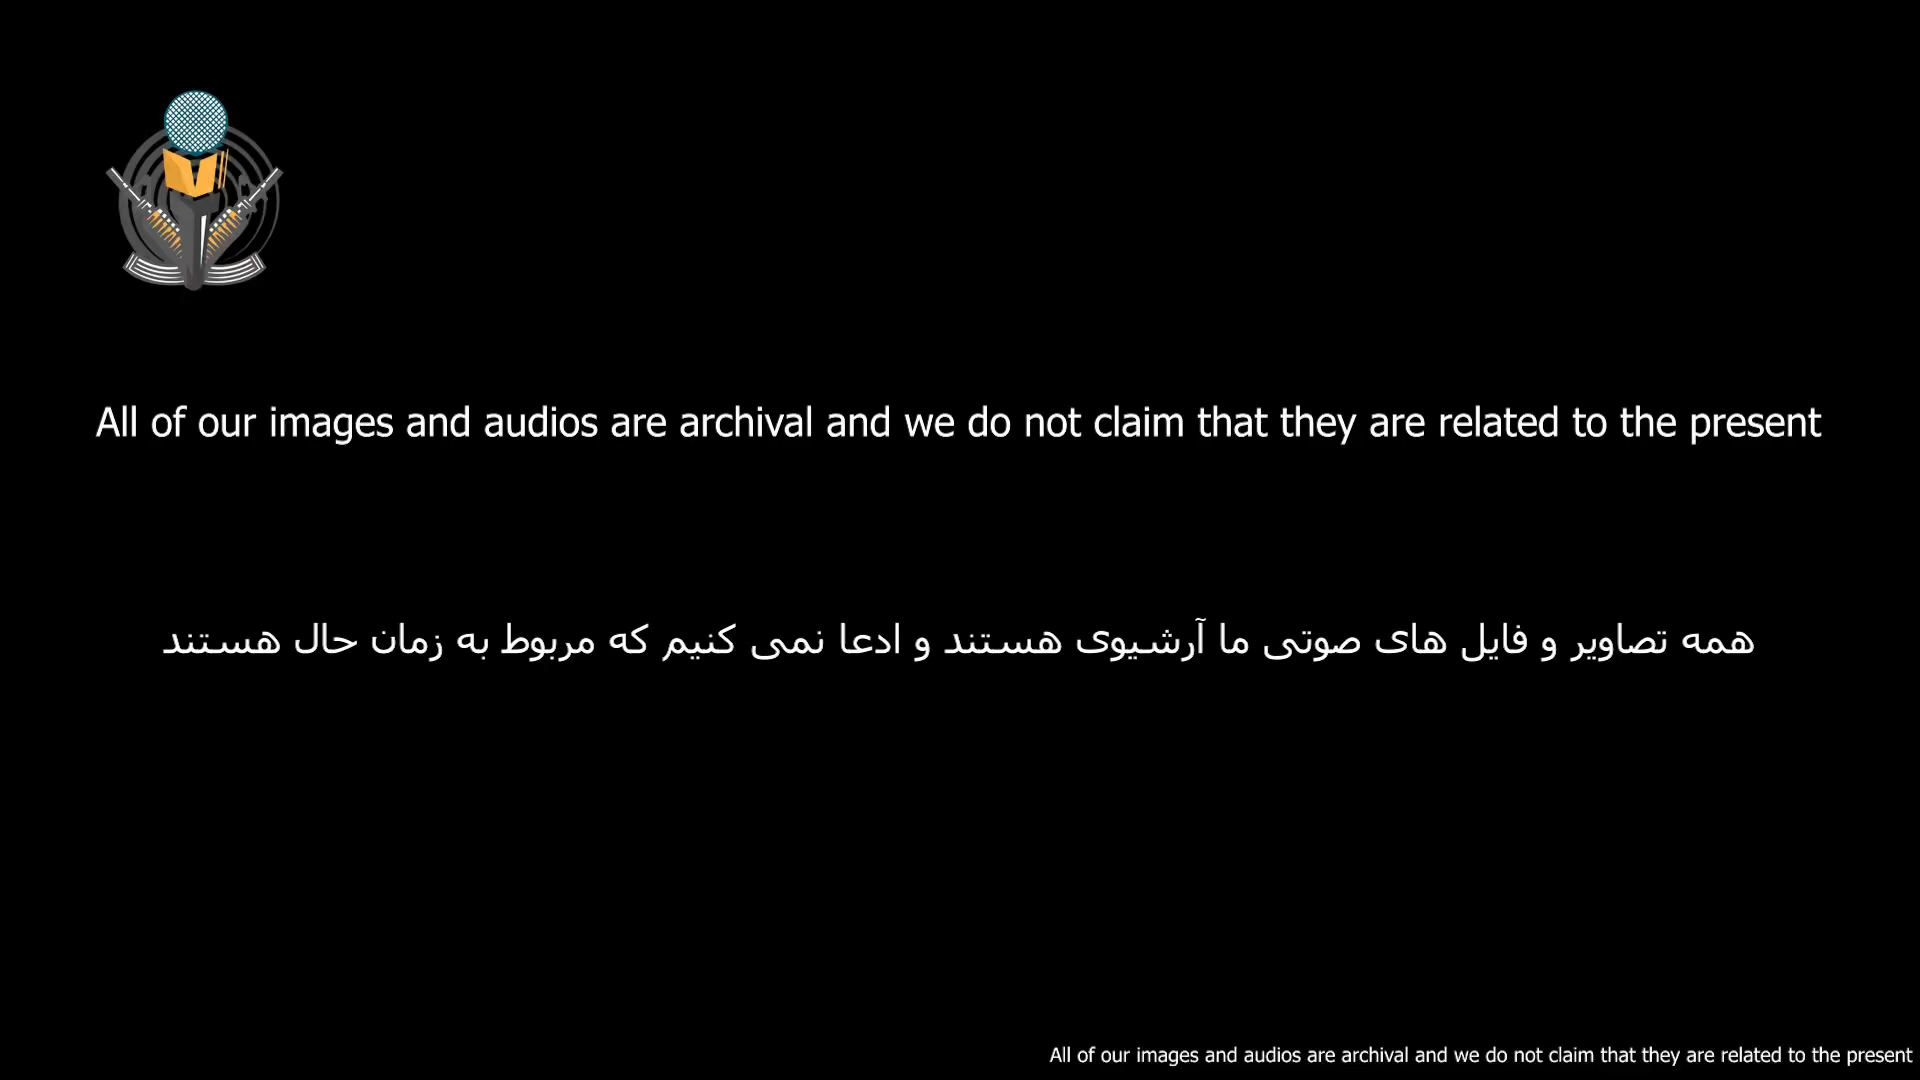 All of our images and audios are archival and we do not claim that they are related to the present
همه تصاویر و فایل های صوتی ما آرشیوی هستند و ادعا نمی کنیم که مربوط به زمان حال هستند
All of our images and audios are archival and we do not claim that they are related to the present